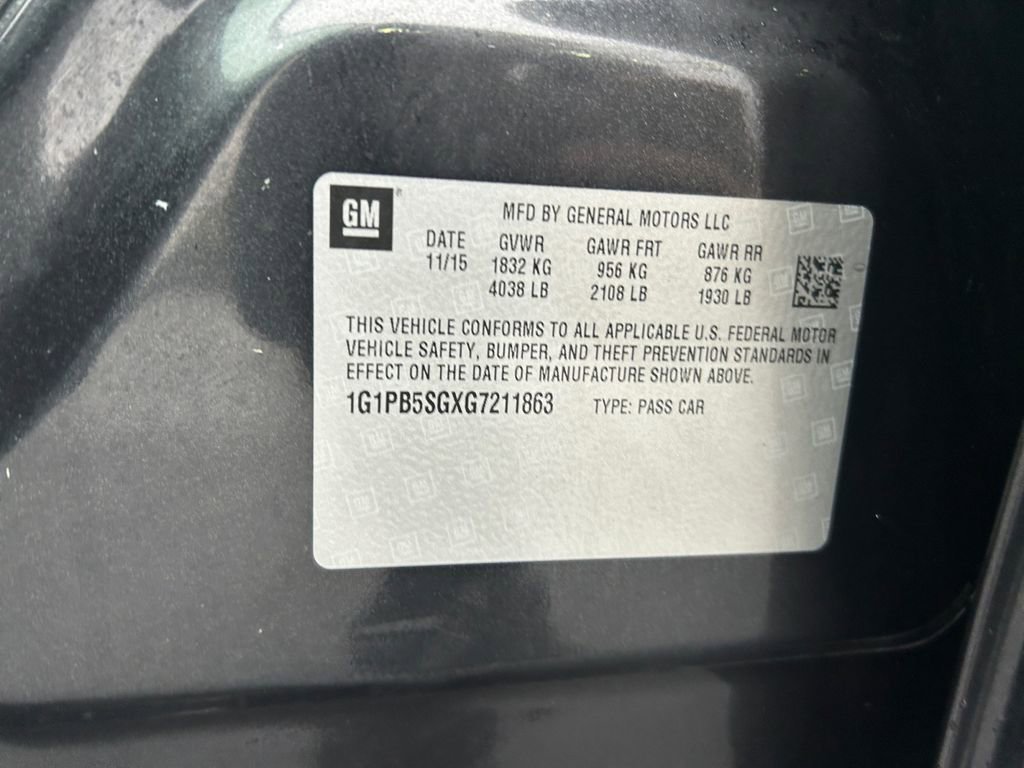 GM
MFD BY GENERAL MOTORS LLC
DATE GVWR GAWR FRT GAWR RR
11/15 1832 KG 956 KG 876 KG
4038 LB 2108 LB 1930 LB
THIS VEHICLE CONFORMS TO ALL APPLICABLE U.S. FEDERAL MOTOR
VEHICLE SAFETY, BUMPER, AND THEFT PREVENTION STANDARDS IN
EFFECT ON THE DATE OF MANUFACTURE SHOWN ABOVE.
1G1PB5SGXG7211863 TYPE: PASS CAR